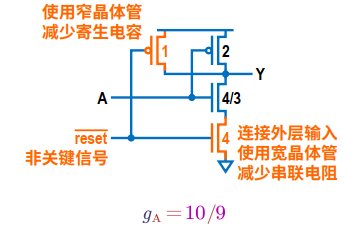 使用窄晶体管
减少寄生电容
1
2
Y
A
4/3
reset
4
非关键信号
连接外层输入
使用宽晶体管
减少串联电阻
g_A = 10/9